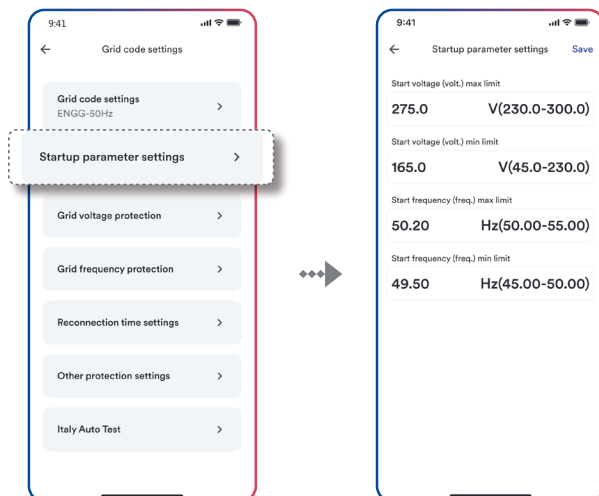 9:41
Grid code settings
Grid code settings
ENGG-50Hz
Startup parameter settings
Grid voltage protection
Grid frequency protection
Reconnection time settings
Other protection settings
Italy Auto Test
9:41
Startup parameter settings Save
Start voltage (volt.) max limit
275.0 V(230.0-300.0)
Start voltage (volt.) min limit
165.0 V(45.0-230.0)
Start frequency (freq.) max limit
50.20 Hz(50.00-55.00)
Start frequency (freq.) min limit
49.50 Hz(45.00-50.00)